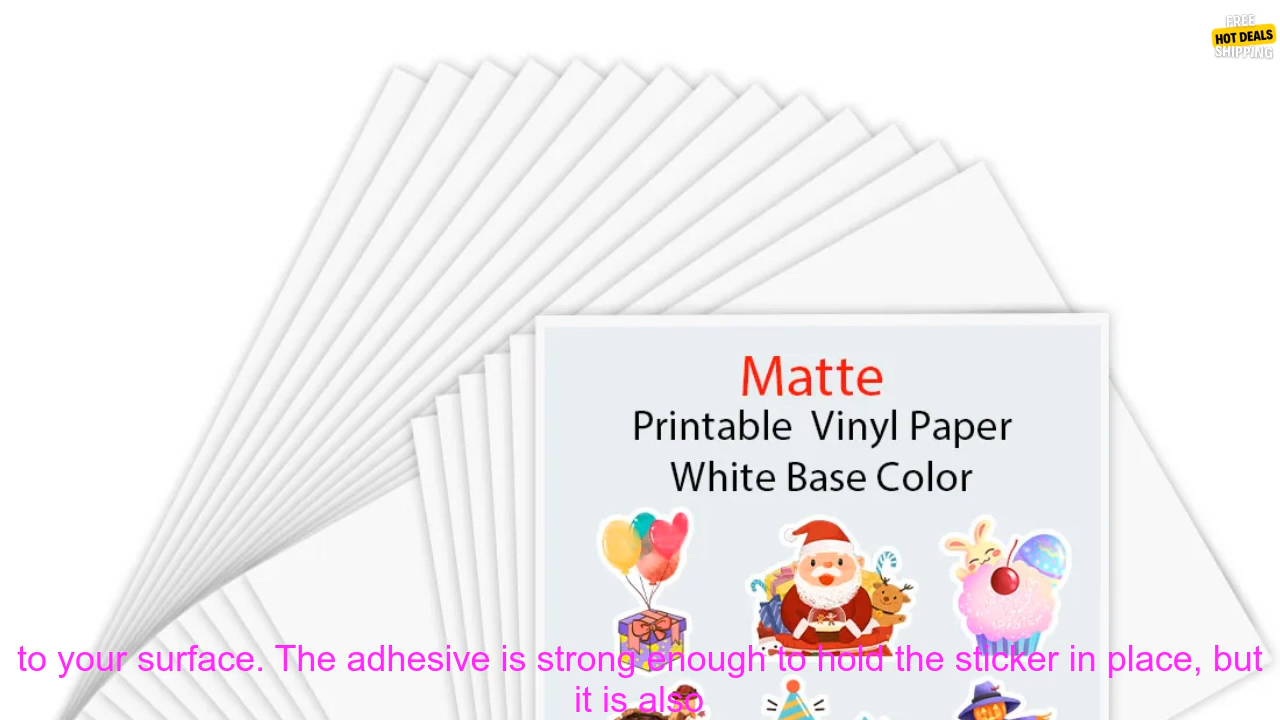 FREE
HOT DEALS
SHIPPING
Matte
Printable Vinyl Paper
White Base Color
to your surface. The adhesive is strong enough to hold the sticker in place, but
it is also